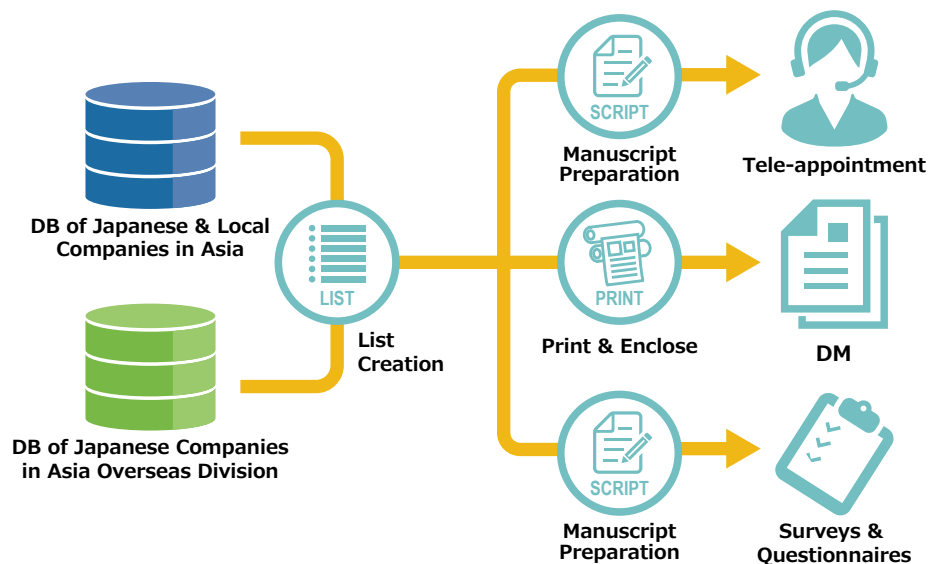 DB of Japanese & Local
Companies in Asia
DB of Japanese Companies
in Asia Overseas Division
LIST
List
Creation
SCRIPT
Manuscript
Preparation
Tele-appointment
PRINT
Print & Enclose
DM
SCRIPT
Manuscript
Preparation
Surveys &
Questionnaires